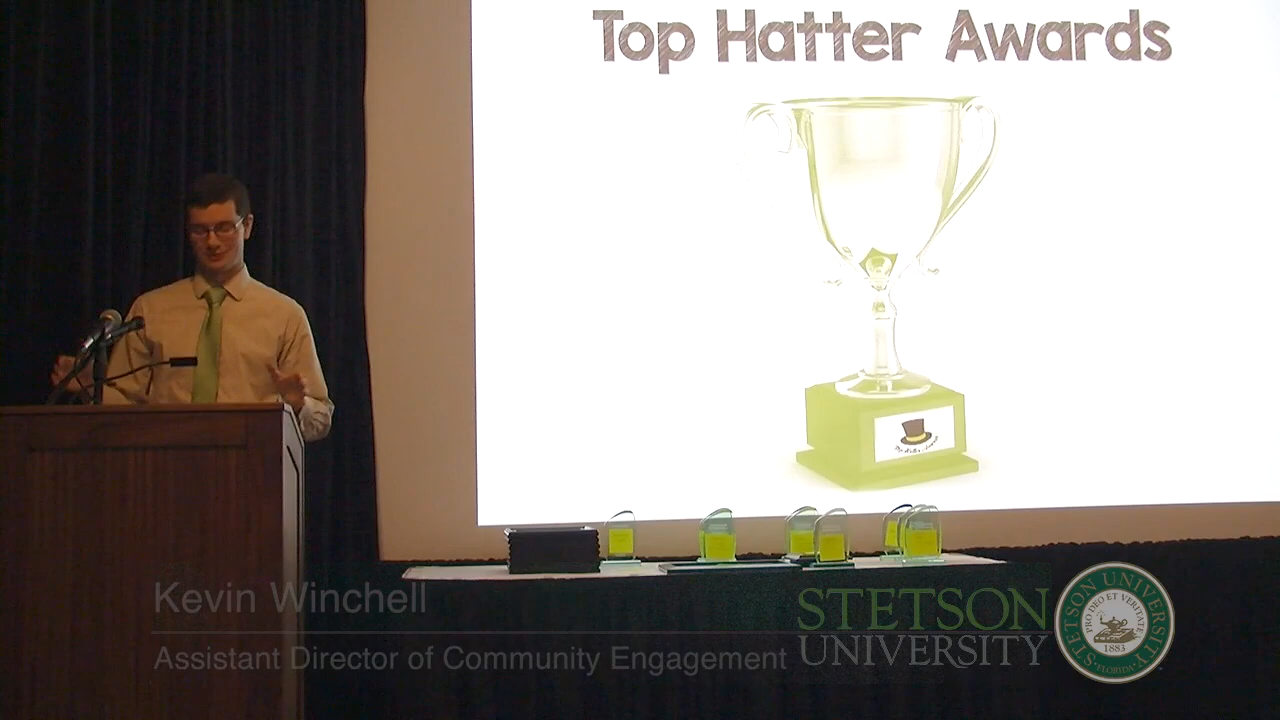 Top Hatter Awards
Kevin Winchell
Assistant Director of Community Engagement
STETSON
UNIVERSITY
STETSON UNIVERSITY
PRO DEO ET VERITATE
1883
FLORIDA